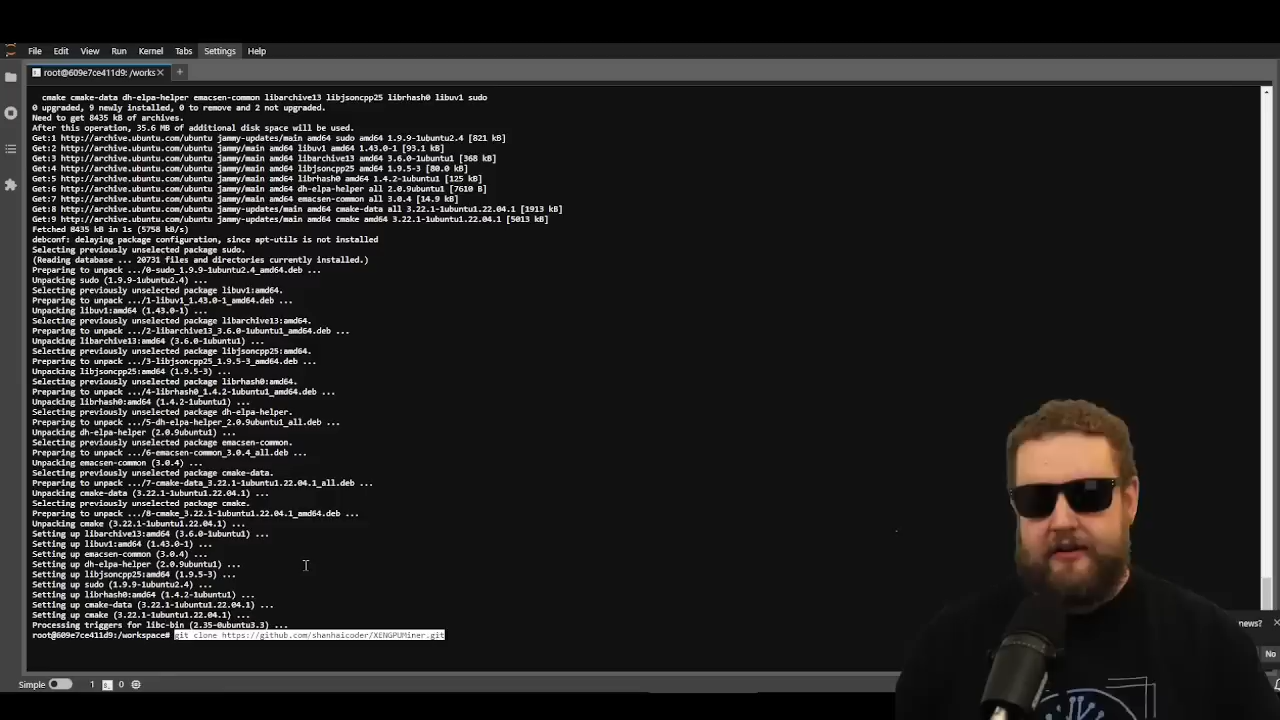 File Edit View Run Kernel Tabs Settings Help
root@609e7ce411d9: /works × +
cmake cmake-data dh-elpa-helper emacsen-common libarchive13 libjsoncpp25 librhash0 libuv1 sudo
0 upgraded, 9 newly installed, 0 to remove and 2 not upgraded.
Need to get 8435 kB of archives.
After this operation, 35.6 MB of additional disk space will be used.
Get:1 http://archive.ubuntu.com/ubuntu jammy-updates/main amd64 sudo amd64 1.9.9-1ubuntu2.4 [821 kB]
Get:2 http://archive.ubuntu.com/ubuntu jammy/main amd64 libuv1 amd64 1.43.0-1 [93.1 kB]
Get:3 http://archive.ubuntu.com/ubuntu jammy/main amd64 libarchive13 amd64 3.6.0-1ubuntu1 [368 kB]
Get:4 http://archive.ubuntu.com/ubuntu jammy/main amd64 libjsoncpp25 amd64 1.9.5-3 [80.0 kB]
Get:5 http://archive.ubuntu.com/ubuntu jammy/main amd64 librhash0 amd64 1.4.2-1ubuntu1 [125 kB]
Get:6 http://archive.ubuntu.com/ubuntu jammy/main amd64 dh-elpa-helper all 2.0.9ubuntu1 [7610 B]
Get:7 http://archive.ubuntu.com/ubuntu jammy/main amd64 emacsen-common all 3.0.4 [14.9 kB]
Get:8 http://archive.ubuntu.com/ubuntu jammy-updates/main amd64 cmake-data all 3.22.1-1ubuntu1.22.04.1 [1913 kB]
Get:9 http://archive.ubuntu.com/ubuntu jammy-updates/main amd64 cmake amd64 3.22.1-1ubuntu1.22.04.1 [5013 kB]
Fetched 8435 kB in 1s (5758 kB/s)
debconf: delaying package configuration, since apt-utils is not installed
Selecting previously unselected package sudo.
(Reading database ... 20731 files and directories currently installed.)
Preparing to unpack .../0-sudo_1.9.9-1ubuntu2.4_amd64.deb ...
Unpacking sudo (1.9.9-1ubuntu2.4) ...
Selecting previously unselected package libuv1:amd64.
Preparing to unpack .../1-libuv1_1.43.0-1_amd64.deb ...
Unpacking libuv1:amd64 (1.43.0-1) ...
Selecting previously unselected package libarchive13:amd64.
Preparing to unpack .../2-libarchive13_3.6.0-1ubuntu1_amd64.deb ...
Unpacking libarchive13:amd64 (3.6.0-1ubuntu1) ...
Selecting previously unselected package libjsoncpp25:amd64.
Preparing to unpack .../3-libjsoncpp25_1.9.5-3_amd64.deb ...
Unpacking libjsoncpp25:amd64 (1.9.5-3) ...
Selecting previously unselected package librhash0:amd64.
Preparing to unpack .../4-librhash0_1.4.2-1ubuntu1_amd64.deb ...
Unpacking librhash0:amd64 (1.4.2-1ubuntu1) ...
Selecting previously unselected package dh-elpa-helper.
Preparing to unpack .../5-dh-elpa-helper_2.0.9ubuntu1_all.deb ...
Unpacking dh-elpa-helper (2.0.9ubuntu1) ...
Selecting previously unselected package emacsen-common.
Preparing to unpack .../6-emacsen-common_3.0.4_all.deb ...
Unpacking emacsen-common (3.0.4) ...
Selecting previously unselected package cmake-data.
Preparing to unpack .../7-cmake-data_3.22.1-1ubuntu1.22.04.1_all.deb ...
Unpacking cmake-data (3.22.1-1ubuntu1.22.04.1) ...
Selecting previously unselected package cmake.
Preparing to unpack .../8-cmake_3.22.1-1ubuntu1.22.04.1_amd64.deb ...
Unpacking cmake (3.22.1-1ubuntu1.22.04.1) ...
Setting up libarchive13:amd64 (3.6.0-1ubuntu1) ...
Setting up libuv1:amd64 (1.43.0-1) ...
Setting up emacsen-common (3.0.4) ...
Setting up dh-elpa-helper (2.0.9ubuntu1) ...
Setting up libjsoncpp25:amd64 (1.9.5-3) ...
Setting up sudo (1.9.9-1ubuntu2.4) ...
Setting up librhash0:amd64 (1.4.2-1ubuntu1) ...
Setting up cmake-data (3.22.1-1ubuntu1.22.04.1) ...
Setting up cmake (3.22.1-1ubuntu1.22.04.1) ...
Processing triggers for libc-bin (2.35-0ubuntu3.3) ...
root@609e7ce411d9:/workspace# git clone https://github.com/shanhaicoder/XENGPUMiner.git
news? ×
No
Simple 1 0